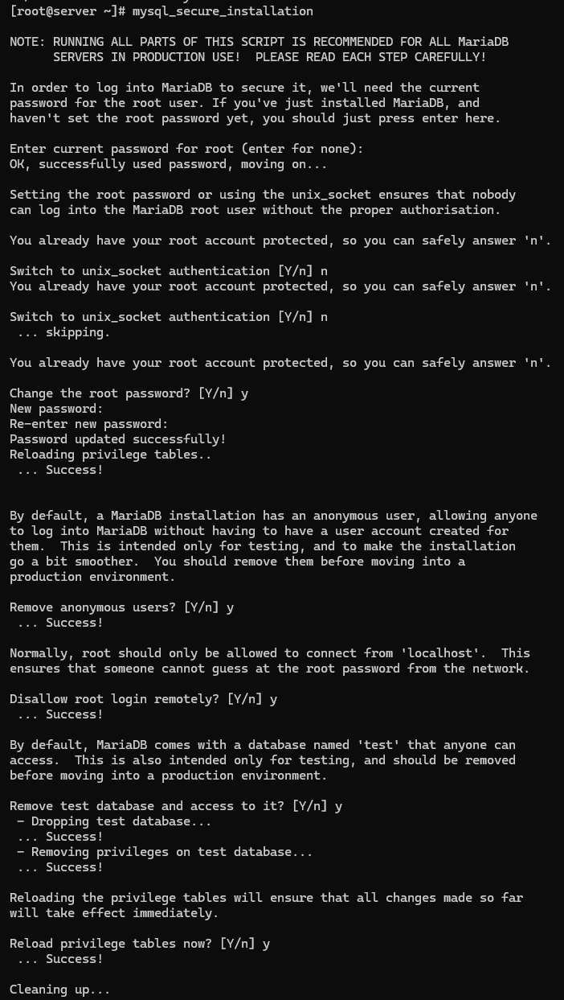 [root@server ~]# mysql_secure_installation
NOTE: RUNNING ALL PARTS OF THIS SCRIPT IS RECOMMENDED FOR ALL MariaDB
SERVERS IN PRODUCTION USE!  PLEASE READ EACH STEP CAREFULLY!
In order to log into MariaDB to secure it, we'll need the current
password for the root user. If you've just installed MariaDB, and
haven't set the root password yet, you should just press enter here.
Enter current password for root (enter for none):
OK, successfully used password, moving on...
Setting the root password or using the unix_socket ensures that nobody
can log into the MariaDB root user without the proper authorisation.
You already have your root account protected, so you can safely answer 'n'.
Switch to unix_socket authentication [Y/n] n
You already have your root account protected, so you can safely answer 'n'.
Switch to unix_socket authentication [Y/n] n
... skipping.
You already have your root account protected, so you can safely answer 'n'.
Change the root password? [Y/n] y
New password:
Re-enter new password:
Password updated successfully!
Reloading privilege tables..
... Success!
By default, a MariaDB installation has an anonymous user, allowing anyone
to log into MariaDB without having to have a user account created for
them.  This is intended only for testing, and to make the installation
go a bit smoother.  You should remove them before moving into a
production environment.
Remove anonymous users? [Y/n] y
... Success!
Normally, root should only be allowed to connect from 'localhost'.  This
ensures that someone cannot guess at the root password from the network.
Disallow root login remotely? [Y/n] y
... Success!
By default, MariaDB comes with a database named 'test' that anyone can
access.  This is also intended only for testing, and should be removed
before moving into a production environment.
Remove test database and access to it? [Y/n] y
- Dropping test database...
... Success!
- Removing privileges on test database...
... Success!
Reloading the privilege tables will ensure that all changes made so far
will take effect immediately.
Reload privilege tables now? [Y/n] y
... Success!
Cleaning up...